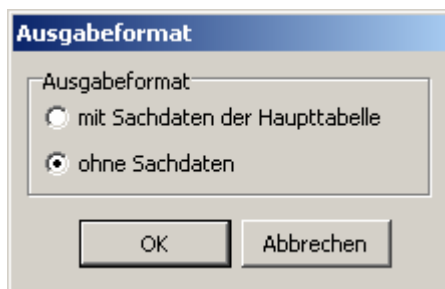 Ausgabeformat
Ausgabeformat
mit Sachdaten der Haupttabelle
ohne Sachdaten
OK Abbrechen